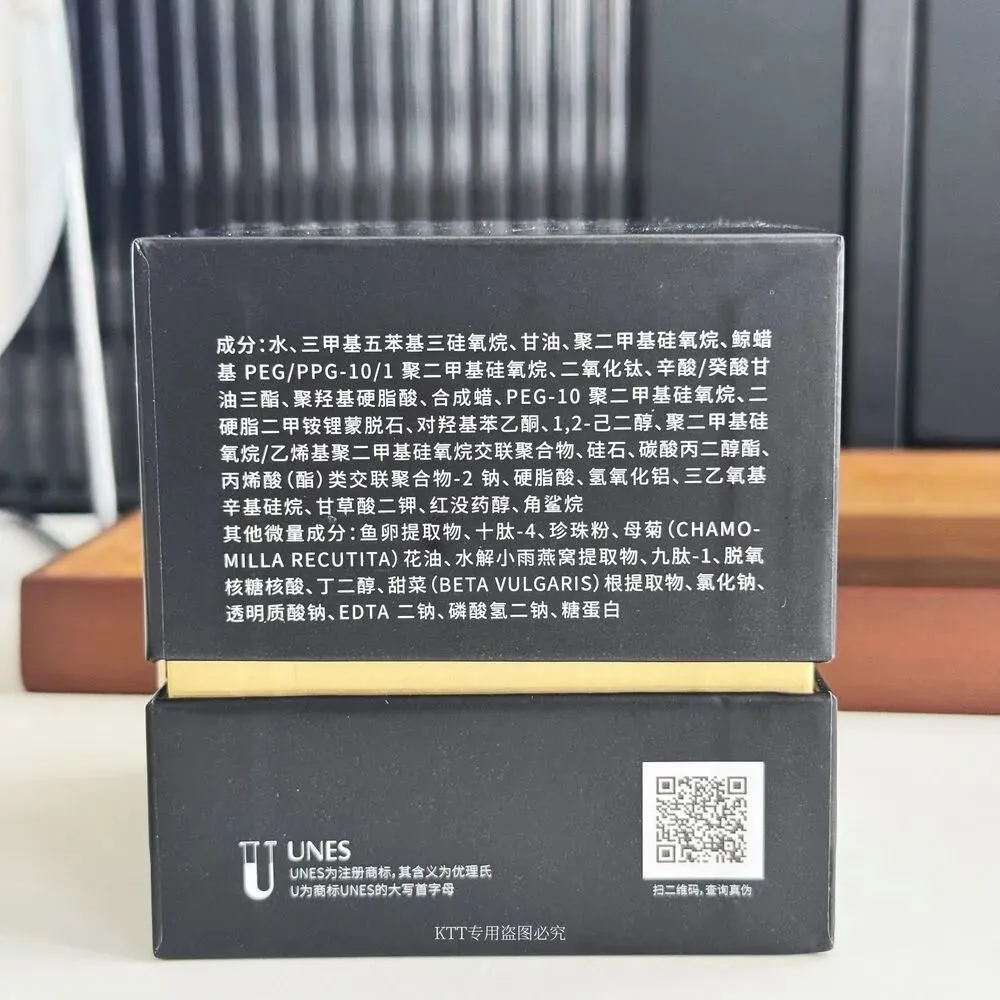 成分：水、三甲基五苯基三硅氧烷、甘油、聚二甲基硅氧烷、鲸蜡
基 PEG/PPG-10/1 聚二甲基硅氧烷、二氧化钛、辛酸/癸酸甘
油三酯、聚羟基硬脂酸、合成蜡、PEG-10 聚二甲基硅氧烷、二
硬脂二甲铵锂蒙脱石、对羟基苯乙酮、1,2-己二醇、聚二甲基硅
氧烷/乙烯基聚二甲基硅氧烷交联聚合物、硅石、碳酸丙二醇酯、
丙烯酸（酯）类交联聚合物-2 钠、硬脂酸、氢氧化铝、三乙氧基
辛基硅烷、甘草酸二钾、红没药醇、角鲨烷
其他微量成分：鱼卵提取物、十肽-4、珍珠粉、母菊（CHAMO-
MILLA RECUTITA）花油、水解小雨燕窝提取物、九肽-1、脱氧
核糖核酸、丁二醇、甜菜（BETA VULGARIS）根提取物、氯化钠、
透明质酸钠、EDTA 二钠、磷酸氢二钠、糖蛋白
U UNES
UNES为注册商标，其含义为优理氏
U为商标UNES的大写首字母
扫二维码，查询真伪
KTT专用盗图必究